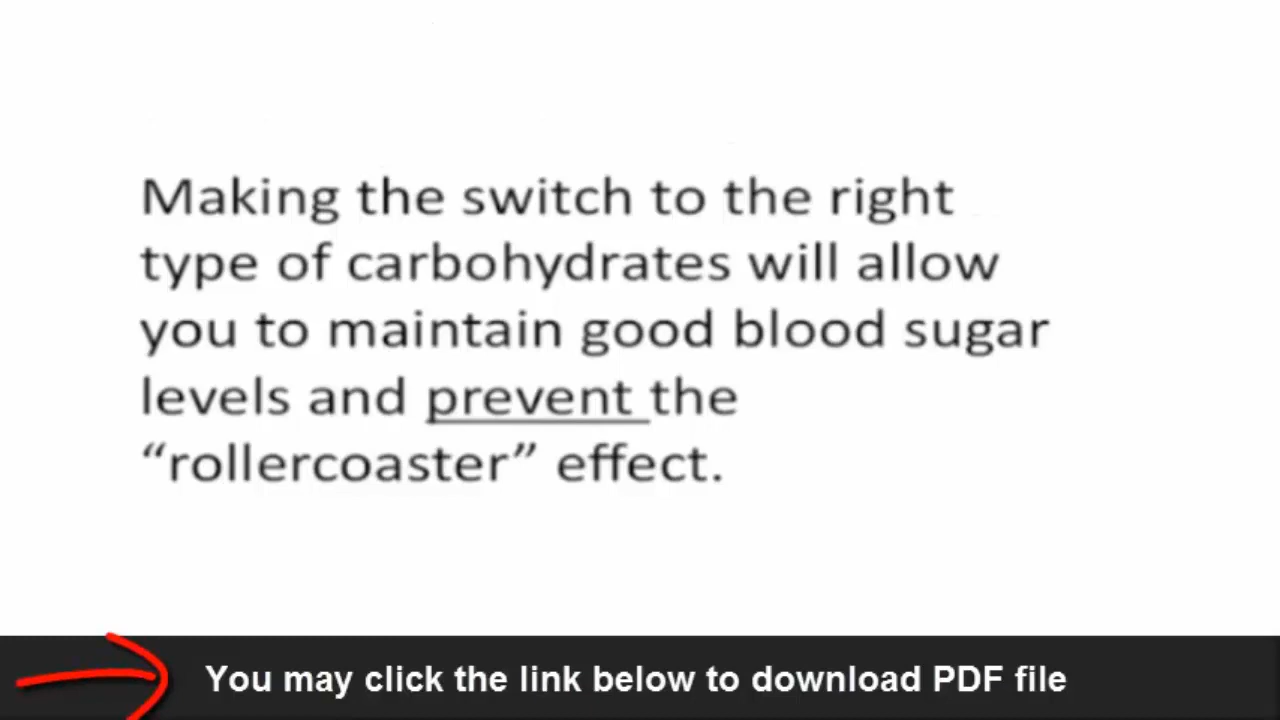 Making the switch to the right
type of carbohydrates will allow
you to maintain good blood sugar
levels and prevent the
“rollercoaster” effect.
You may click the link below to download PDF file